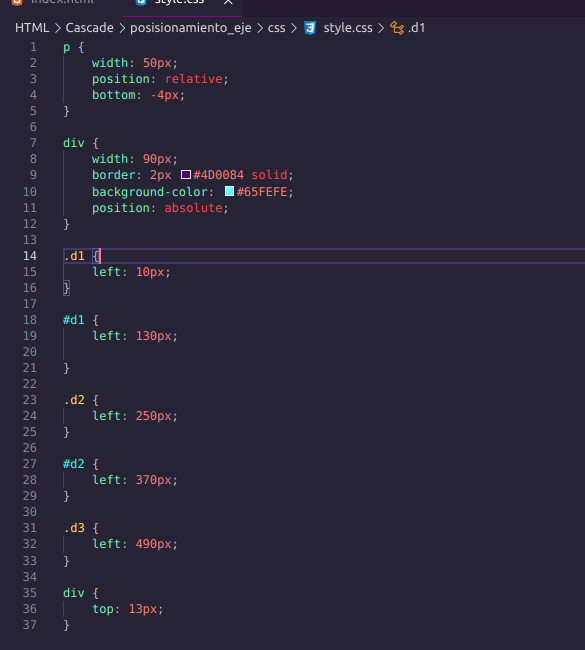 index.html style.css
HTML > Cascade > posisionamiento_eje > css > style.css > .d1
1 p {
2 width: 50px;
3 position: relative;
4 bottom: -4px;
5 }
6
7 div {
8 width: 90px;
9 border: 2px #4D0084 solid;
10 background-color: #65FEFE;
11 position: absolute;
12 }
13
14 .d1 {
15 left: 10px;
16 }
17
18 #d1 {
19 left: 130px;
20
21 }
22
23 .d2 {
24 left: 250px;
25 }
26
27 #d2 {
28 left: 370px;
29 }
30
31 .d3 {
32 left: 490px;
33 }
34
35 div {
36 top: 13px;
37 }